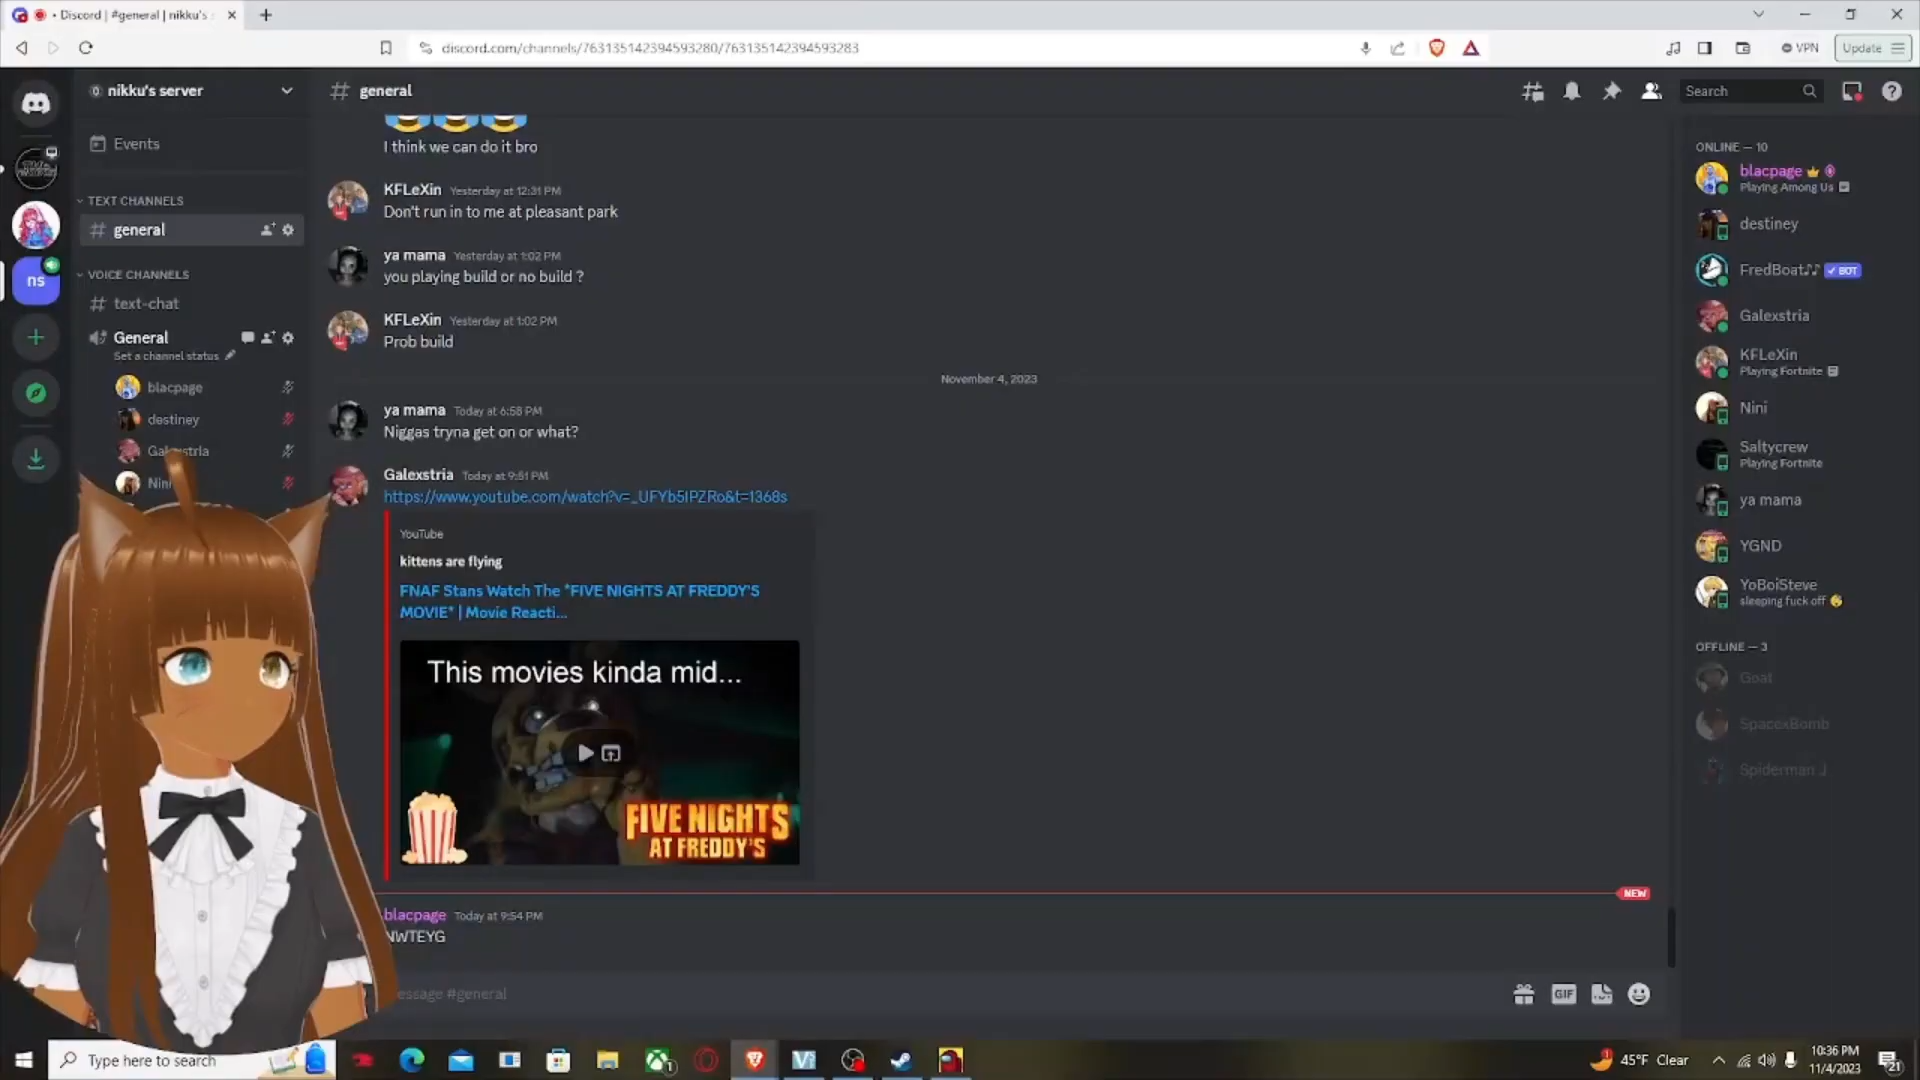 • Discord | #general | nikku's
discord.com/channels/763135142394593280/763135142394593283
VPN
Update
nikku's server
general
Search
Events
TEXT CHANNELS
general
VOICE CHANNELS
text-chat
General
Set a channel status
blacpage
destiney
Galexstria
Nini
ns
I think we can do it bro
KFLeXin Yesterday at 12:31 PM
Don't run in to me at pleasant park
ya mama Yesterday at 1:02 PM
you playing build or no build ?
KFLeXin Yesterday at 1:02 PM
Prob build
November 4, 2023
ya mama Today at 6:58 PM
Niggas tryna get on or what?
Galexstria Today at 9:51 PM
https://www.youtube.com/watch?v=_UFYb5IPZRo&t=1368s
YouTube
kittens are flying
FNAF Stans Watch The *FIVE NIGHTS AT FREDDY'S
MOVIE* | Movie Reacti...
This movies kinda mid...
FIVE NIGHTS
AT FREDDY'S
NEW
blacpage Today at 9:54 PM
NWTEYG
essage #general
GIF
ONLINE — 10
blacpage
Playing Among Us
destiney
FredBoat♪♪ ✓ BOT
Galexstria
KFLeXin
Playing Fortnite
Nini
Saltycrew
Playing Fortnite
ya mama
YGND
YoBoiSteve
sleeping fuck off
OFFLINE — 3
Goat
SpacexBomb
Spiderman J
Type here to search
45°F Clear
10:36 PM
11/4/2023
21